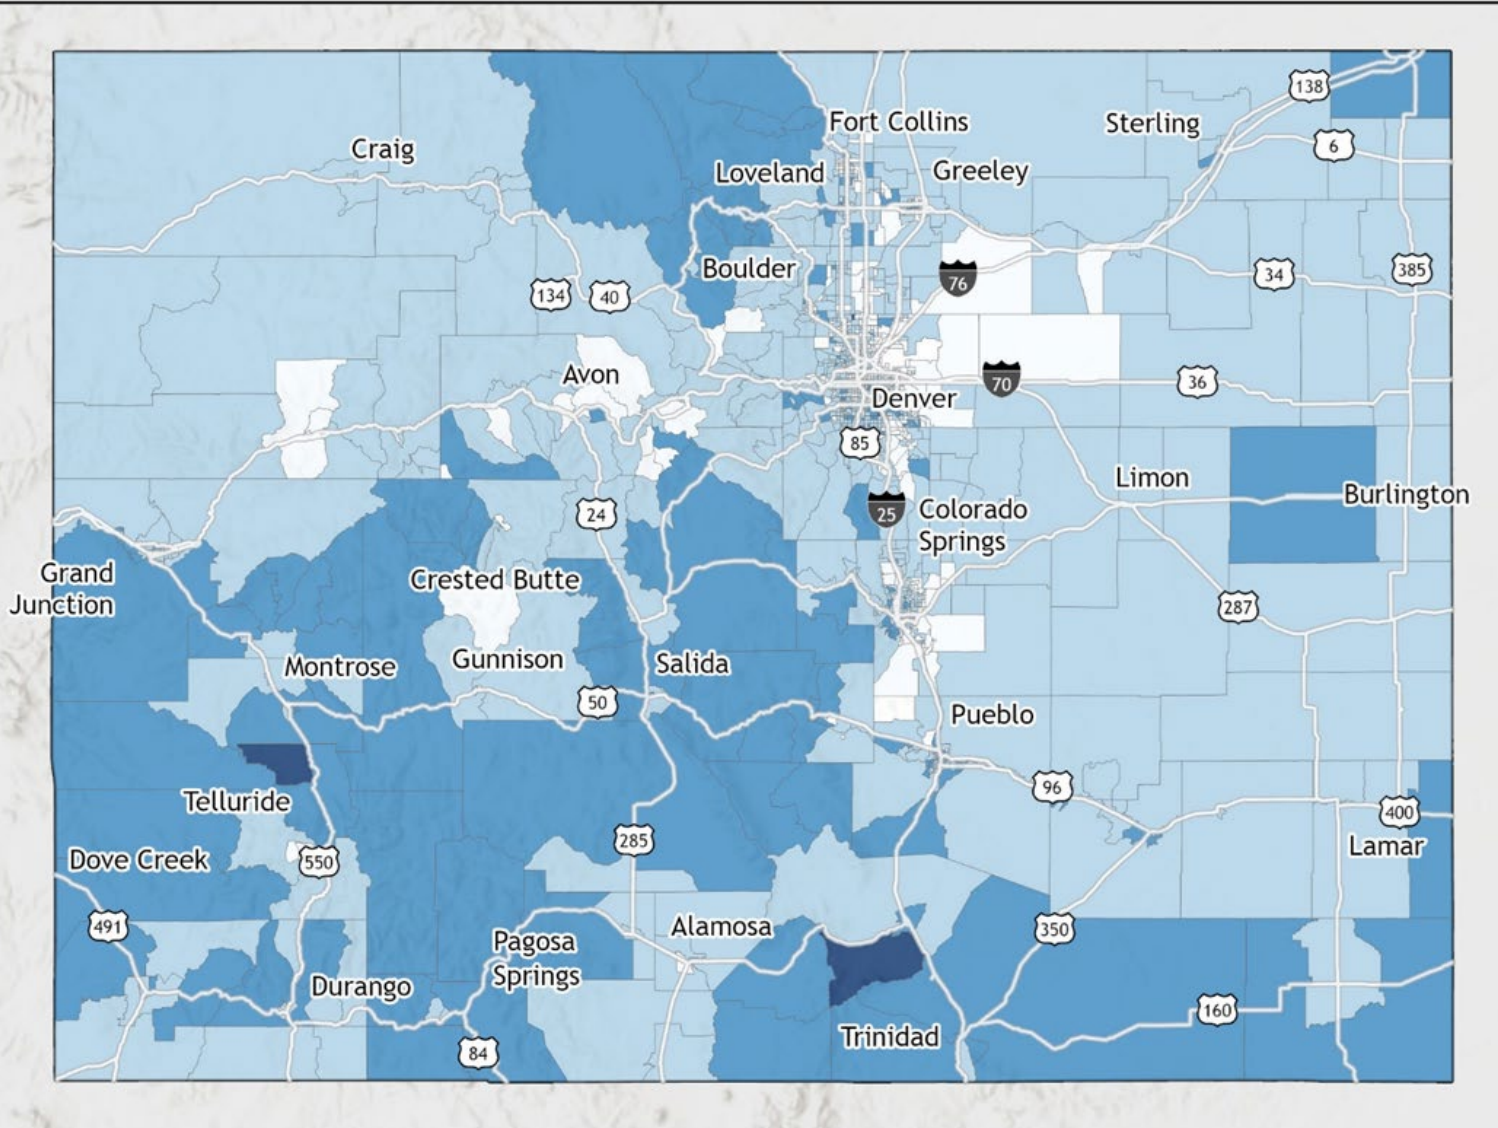 138
Fort Collins
Sterling
6
Craig
Loveland
Greeley
Boulder
76
34
385
134
40
Avon
70
36
Denver
85
Limon
Burlington
24
25
Colorado
Springs
Grand
Junction
Crested Butte
287
Montrose
Gunnison
Salida
50
Pueblo
96
Telluride
400
285
Lamar
Dove Creek
550
491
Alamosa
350
Pagosa
Springs
Durango
160
Trinidad
84